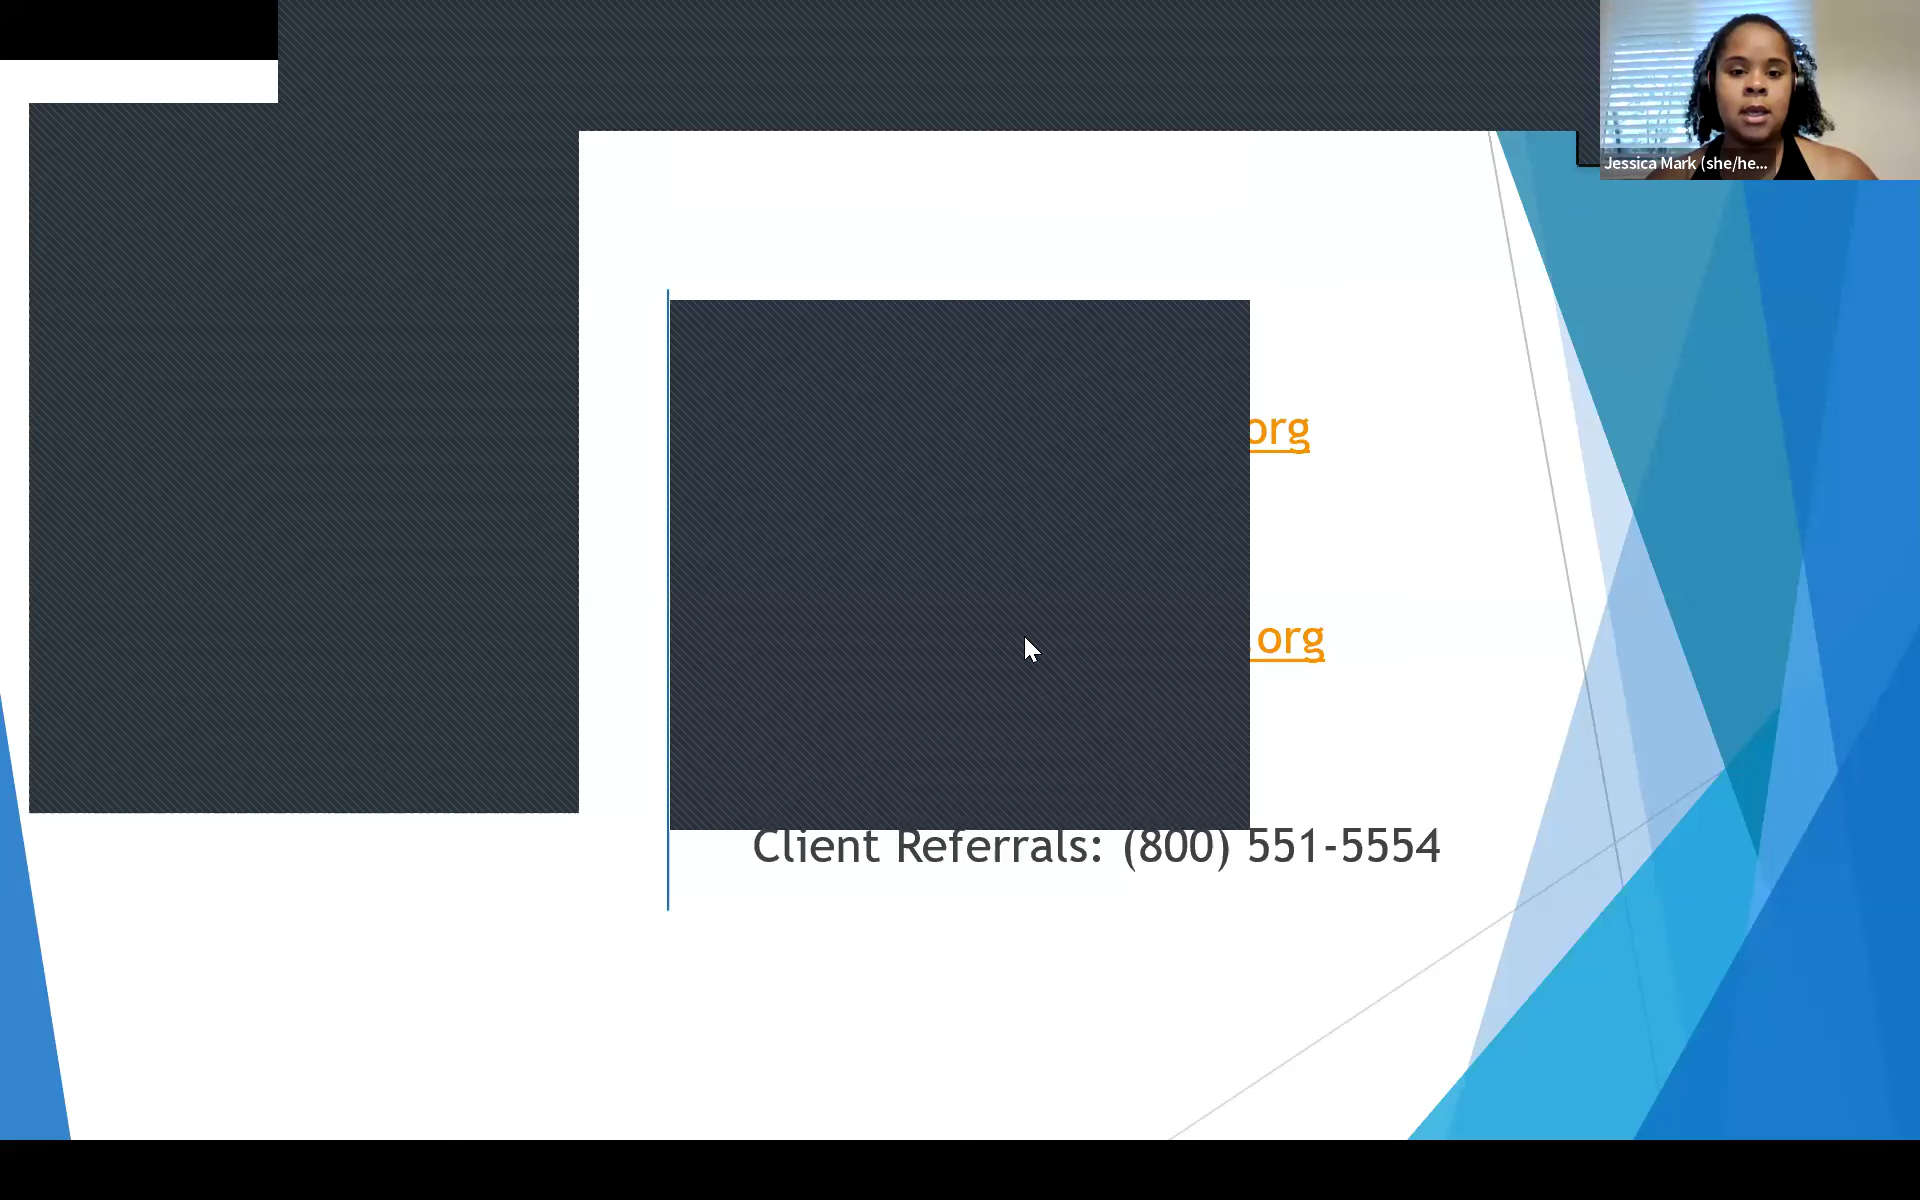 Jessica Mark (she/he...
org
.org
Client Referrals: (800) 551-5554